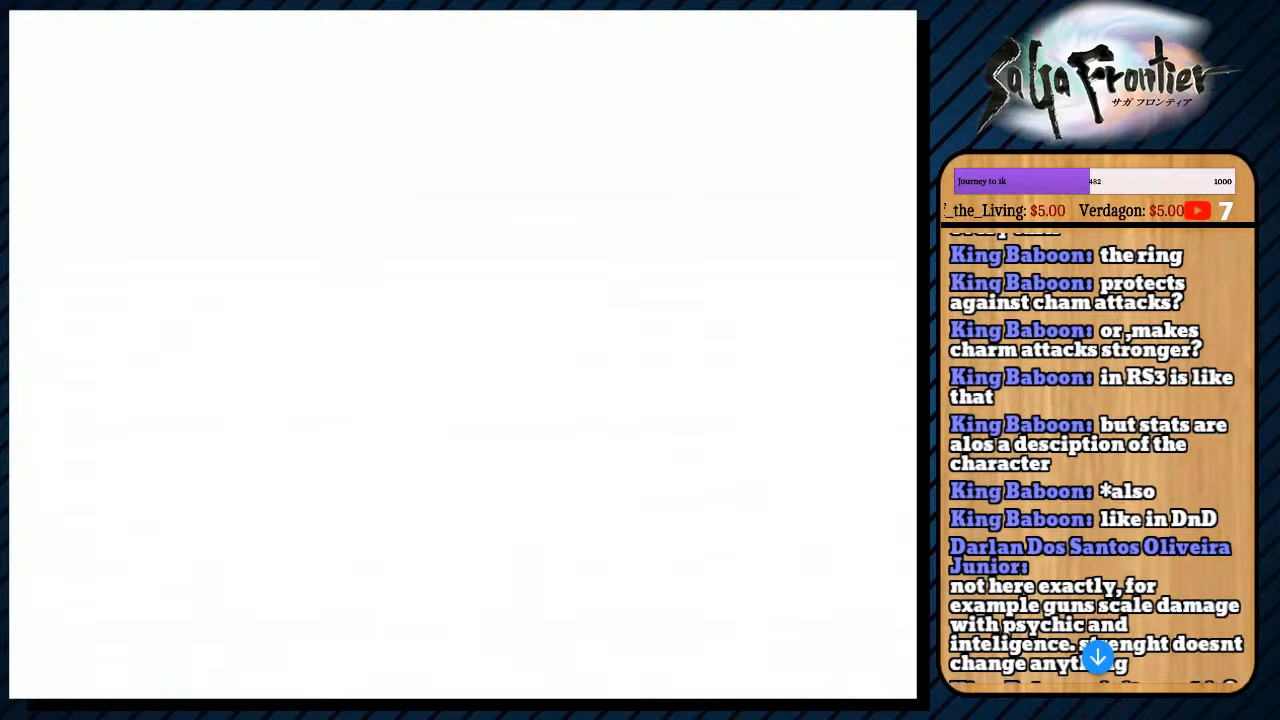 SaGa Frontier
サガ フロンティア
Journey to 1k 482 1000
_the_Living: $5.00 Verdagon: $5.00 7
King Baboon: the ring
King Baboon: protects
against cham attacks?
King Baboon: or ,makes
charm attacks stronger?
King Baboon: in RS3 is like
that
King Baboon: but stats are
alos a desciption of the
character
King Baboon: *also
King Baboon: like in DnD
Darlan Dos Santos Oliveira
Junior:
not here exactly, for
example guns scale damage
with psychic and
inteligence. strenght doesnt
change anything